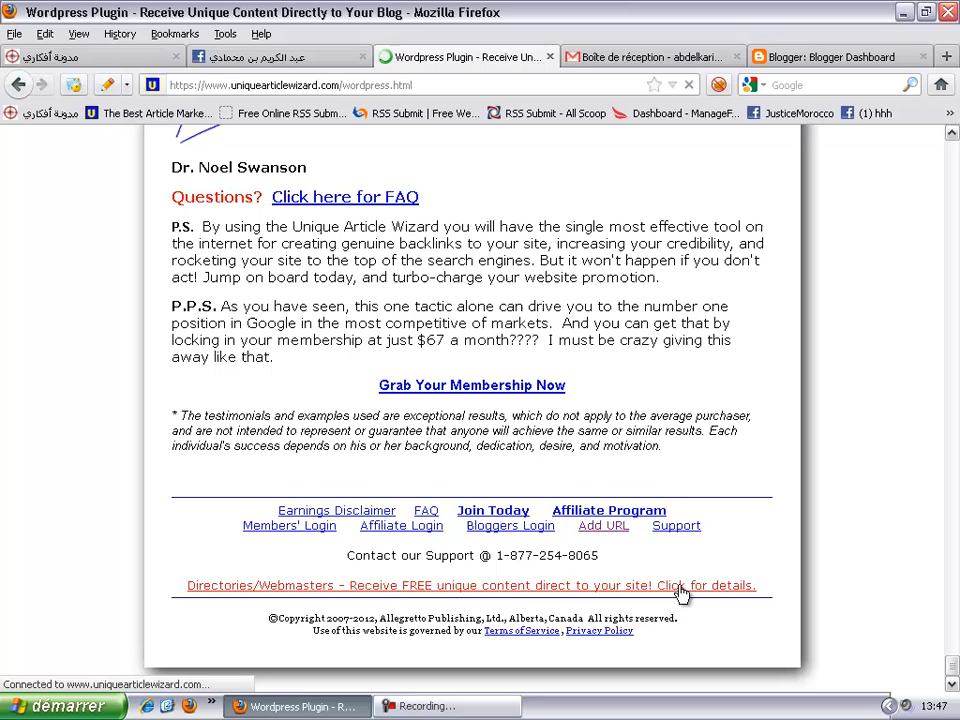 Wordpress Plugin - Receive Unique Content Directly to Your Blog - Mozilla Firefox
File Edit View History Bookmarks Tools Help
مدونة أفكاري عبد الكريم بن محمادي Wordpress Plugin - Receive Un... Boîte de réception - abdelkari... Blogger: Blogger Dashboard
https://www.uniquearticlewizard.com/wordpress.html Google
مدونة أفكاري The Best Article Marke... Free Online RSS Subm... RSS Submit | Free We... RSS Submit - All Scoop Dashboard - ManageF... JusticeMorocco (1) hhh
Dr. Noel Swanson
Questions? Click here for FAQ
P.S. By using the Unique Article Wizard you will have the single most effective tool on
the internet for creating genuine backlinks to your site, increasing your credibility, and
rocketing your site to the top of the search engines. But it won't happen if you don't
act! Jump on board today, and turbo-charge your website promotion.
P.P.S. As you have seen, this one tactic alone can drive you to the number one
position in Google in the most competitive of markets. And you can get that by
locking in your membership at just $67 a month???? I must be crazy giving this
away like that.
Grab Your Membership Now
* The testimonials and examples used are exceptional results, which do not apply to the average purchaser,
and are not intended to represent or guarantee that anyone will achieve the same or similar results. Each
individual's success depends on his or her background, dedication, desire, and motivation.
Earnings Disclaimer FAQ Join Today Affiliate Program
Members' Login Affiliate Login Bloggers Login Add URL Support
Contact our Support @ 1-877-254-8065
Directories/Webmasters - Receive FREE unique content direct to your site! Click for details.
©Copyright 2007-2012, Allegretto Publishing, Ltd., Alberta, Canada All rights reserved.
Use of this website is governed by our Terms of Service , Privacy Policy
Connected to www.uniquearticlewizard.com...
démarrer Wordpress Plugin - R... Recording... 13:47